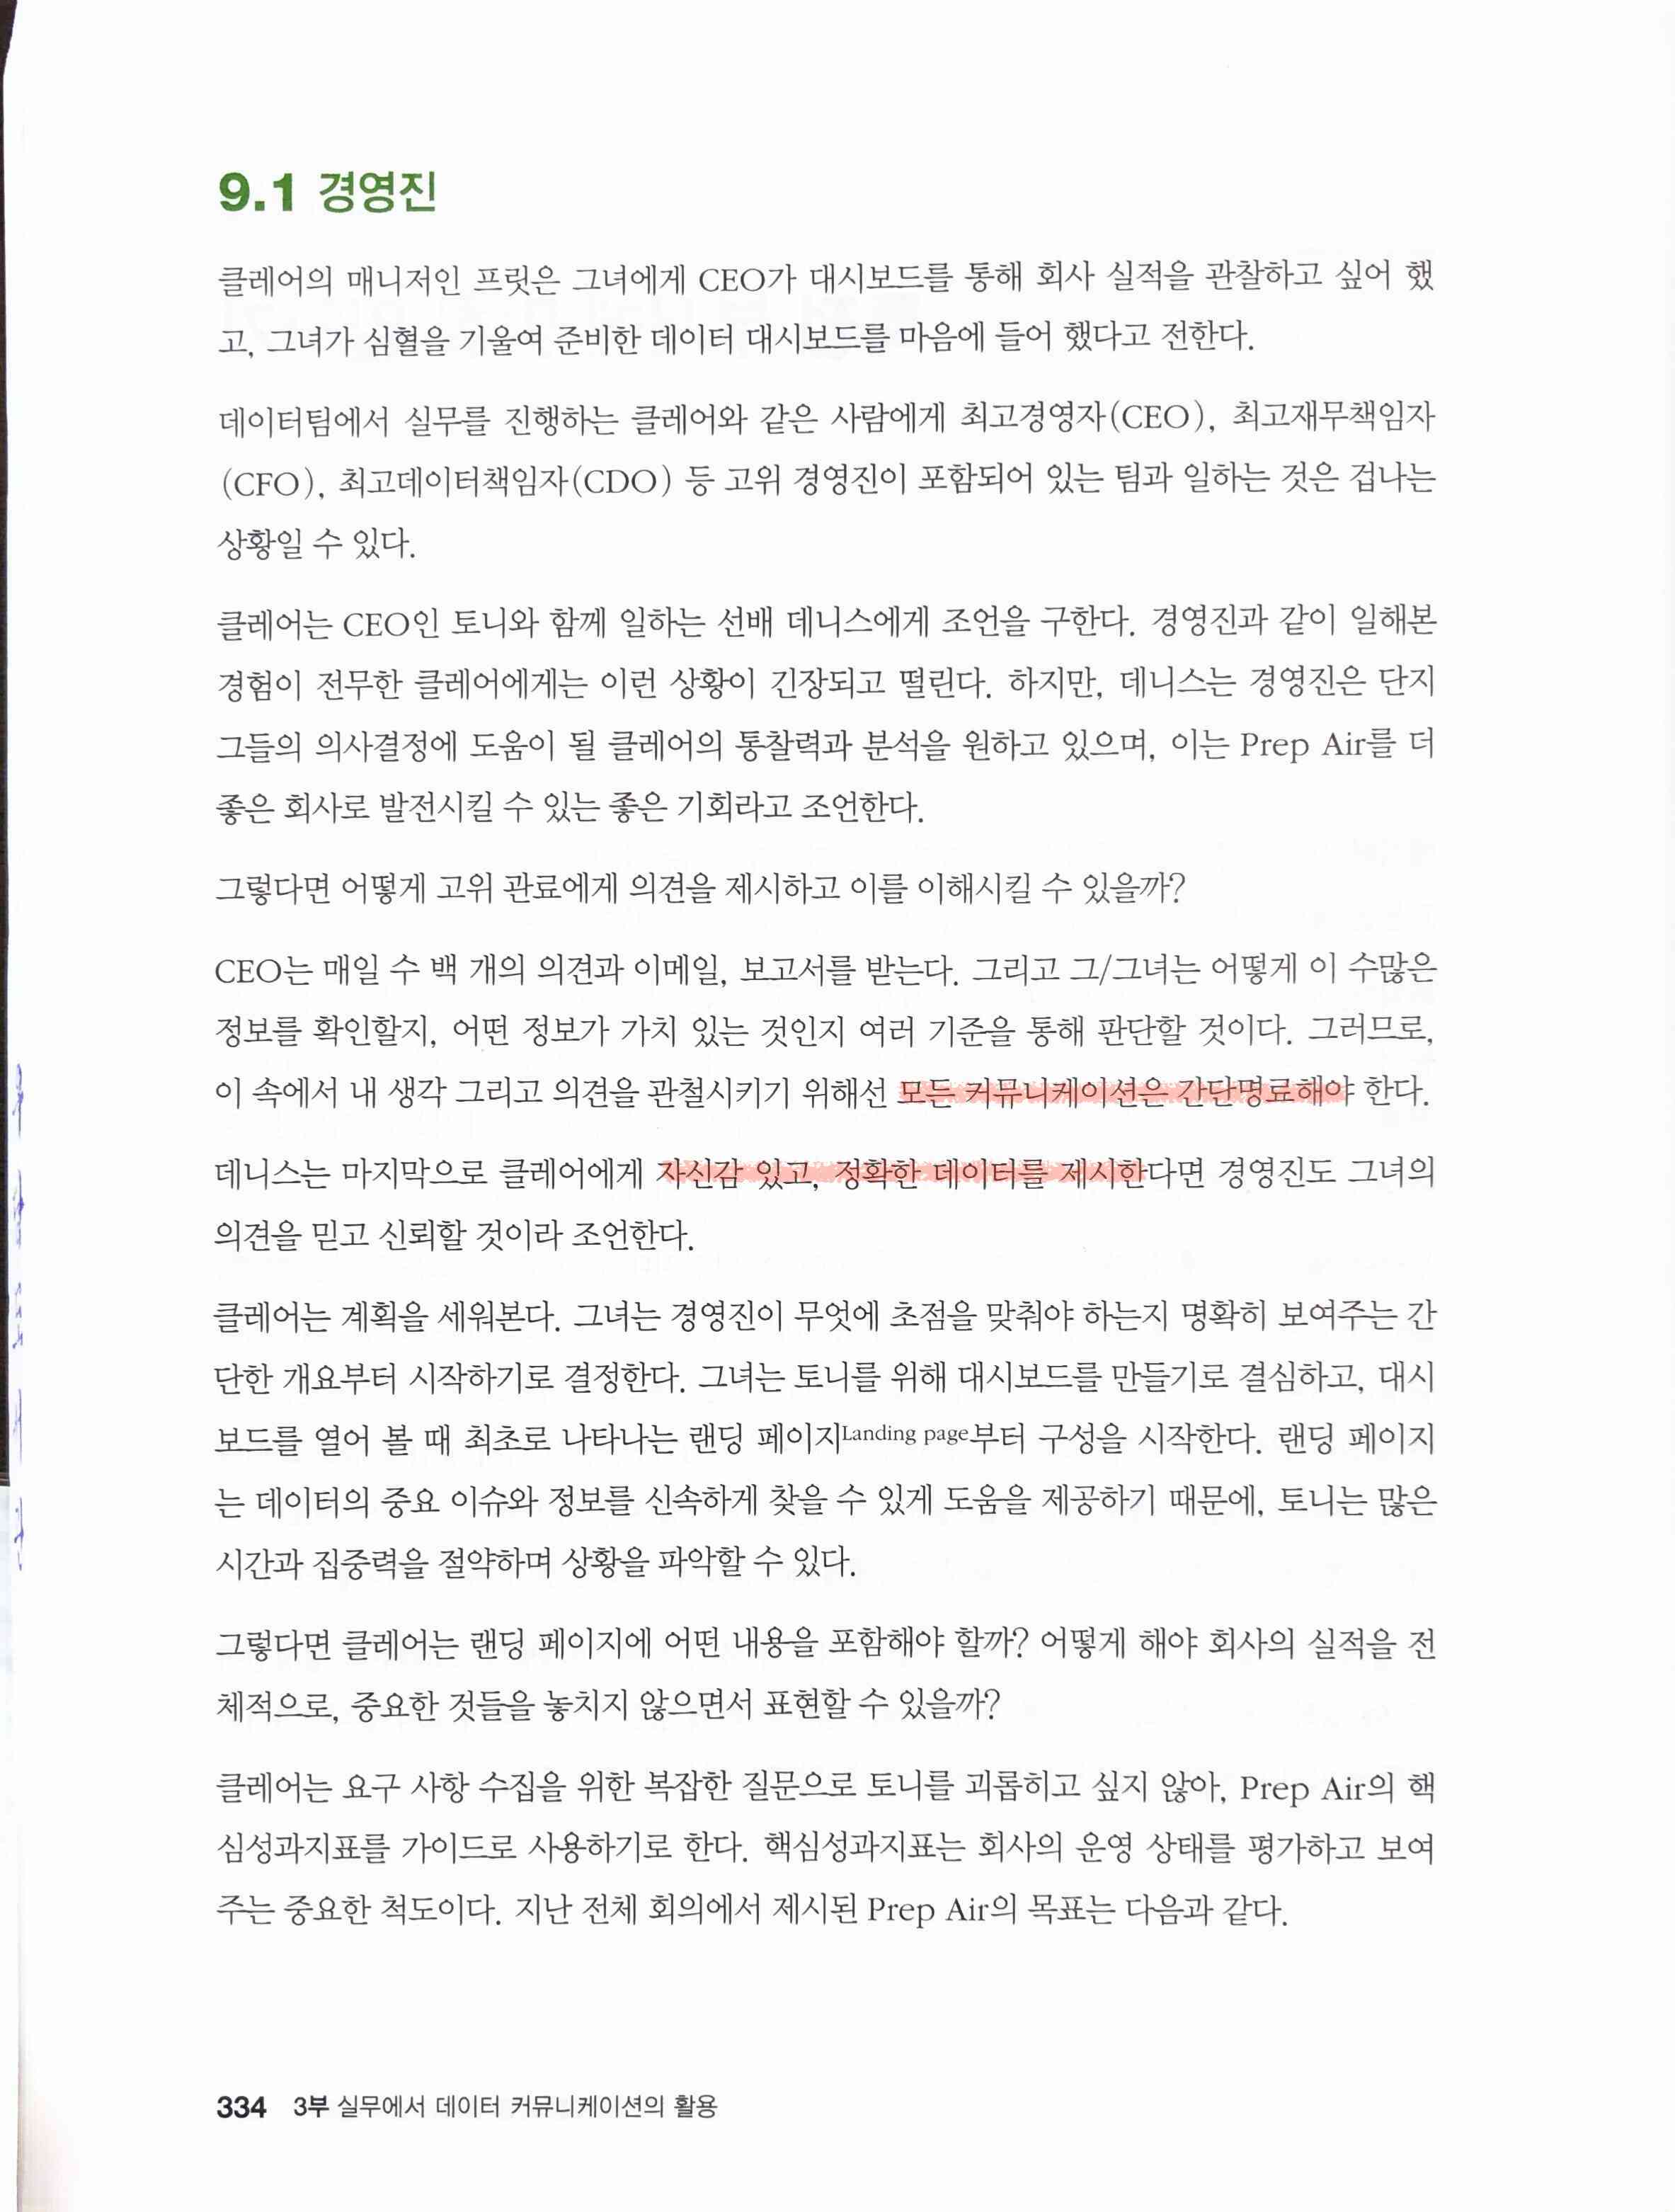 9.1 경영진
클레어의 매니저인 프릿은 그녀에게 CEO가 대시보드를 통해 회사 실적을 관찰하고 싶어 했
고, 그녀가 심혈을 기울여 준비한 데이터 대시보드를 마음에 들어 했다고 전한다.
데이터팀에서 실무를 진행하는 클레어와 같은 사람에게 최고경영자(CEO), 최고재무책임자
(CFO), 최고데이터책임자(CDO) 등 고위 경영진이 포함되어 있는 팀과 일하는 것은 겁나는
상황일 수 있다.
클레어는 CEO인 토니와 함께 일하는 선배 데니스에게 조언을 구한다. 경영진과 같이 일해본
경험이 전무한 클레어에게는 이런 상황이 긴장되고 떨린다. 하지만, 데니스는 경영진은 단지
그들의 의사결정에 도움이 될 클레어의 통찰력과 분석을 원하고 있으며, 이는 Prep Air를 더
좋은 회사로 발전시킬 수 있는 좋은 기회라고 조언한다.
그렇다면 어떻게 고위 관료에게 의견을 제시하고 이를 이해시킬 수 있을까?
CEO는 매일 수 백 개의 의견과 이메일, 보고서를 받는다. 그리고 그/그녀는 어떻게 이 수많은
정보를 확인할지, 어떤 정보가 가치 있는 것인지 여러 기준을 통해 판단할 것이다. 그러므로,
이 속에서 내 생각 그리고 의견을 관철시키기 위해선 모든 커뮤니케이션은 간단명료해야 한다.
데니스는 마지막으로 클레어에게 자신감 있고, 정확한 데이터를 제시한다면 경영진도 그녀의
의견을 믿고 신뢰할 것이라 조언한다.
클레어는 계획을 세워본다. 그녀는 경영진이 무엇에 초점을 맞춰야 하는지 명확히 보여주는 간
단한 개요부터 시작하기로 결정한다. 그녀는 토니를 위해 대시보드를 만들기로 결심하고, 대시
보드를 열어 볼 때 최초로 나타나는 랜딩 페이지Landing page부터 구성을 시작한다. 랜딩 페이지
는 데이터의 중요 이슈와 정보를 신속하게 찾을 수 있게 도움을 제공하기 때문에, 토니는 많은
시간과 집중력을 절약하며 상황을 파악할 수 있다.
그렇다면 클레어는 랜딩 페이지에 어떤 내용을 포함해야 할까? 어떻게 해야 회사의 실적을 전
체적으로, 중요한 것들을 놓치지 않으면서 표현할 수 있을까?
클레어는 요구 사항 수집을 위한 복잡한 질문으로 토니를 괴롭히고 싶지 않아, Prep Air의 핵
심성과지표를 가이드로 사용하기로 한다. 핵심성과지표는 회사의 운영 상태를 평가하고 보여
주는 중요한 척도이다. 지난 전체 회의에서 제시된 Prep Air의 목표는 다음과 같다.
334 3부 실무에서 데이터 커뮤니케이션의 활용